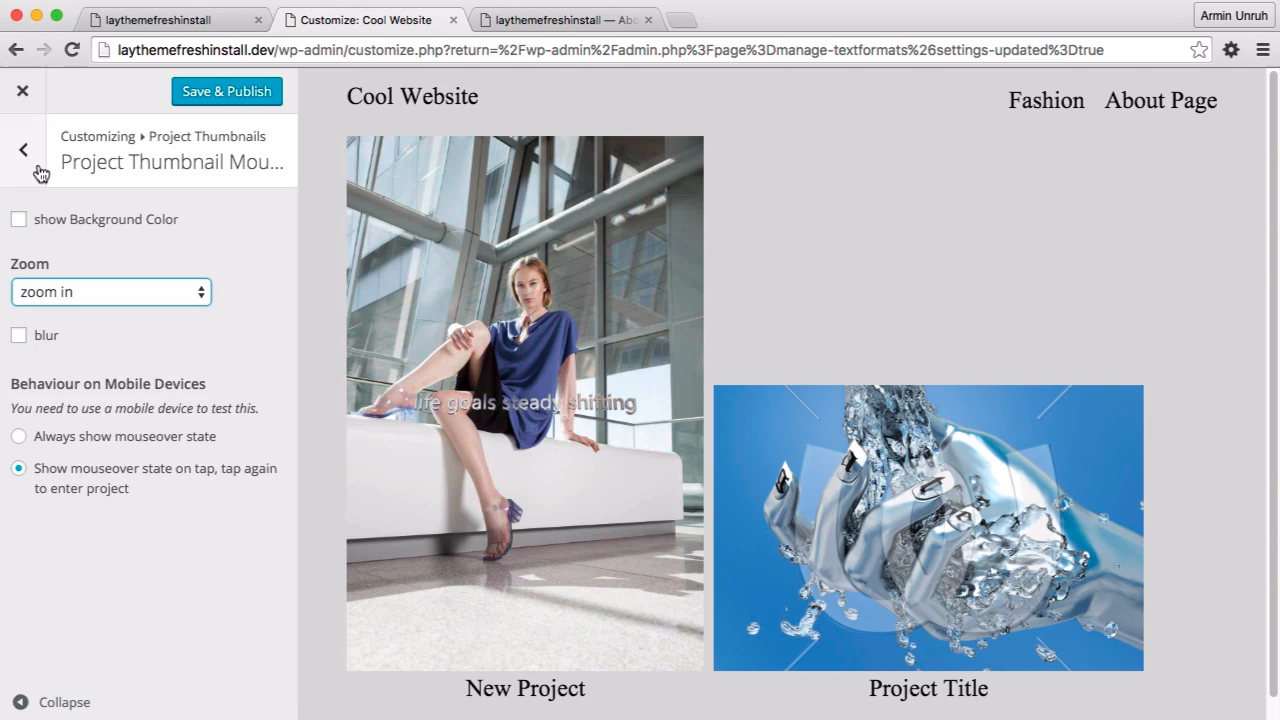 laythemefreshinstall
Customize: Cool Website
laythemefreshinstall — Abo
Armin Unruh
laythemefreshinstall.dev/wp-admin/customize.php?return=%2Fwp-admin%2Fadmin.php%3Fpage%3Dmanage-textformats%26settings-updated%3Dtrue
Save & Publish
Customizing ▸ Project Thumbnails
Project Thumbnail Mou...
show Background Color
Zoom
zoom in
blur
Behaviour on Mobile Devices
You need to use a mobile device to test this.
Always show mouseover state
Show mouseover state on tap, tap again
to enter project
Collapse
Cool Website
Fashion About Page
life goals steady shifting
New Project
Project Title